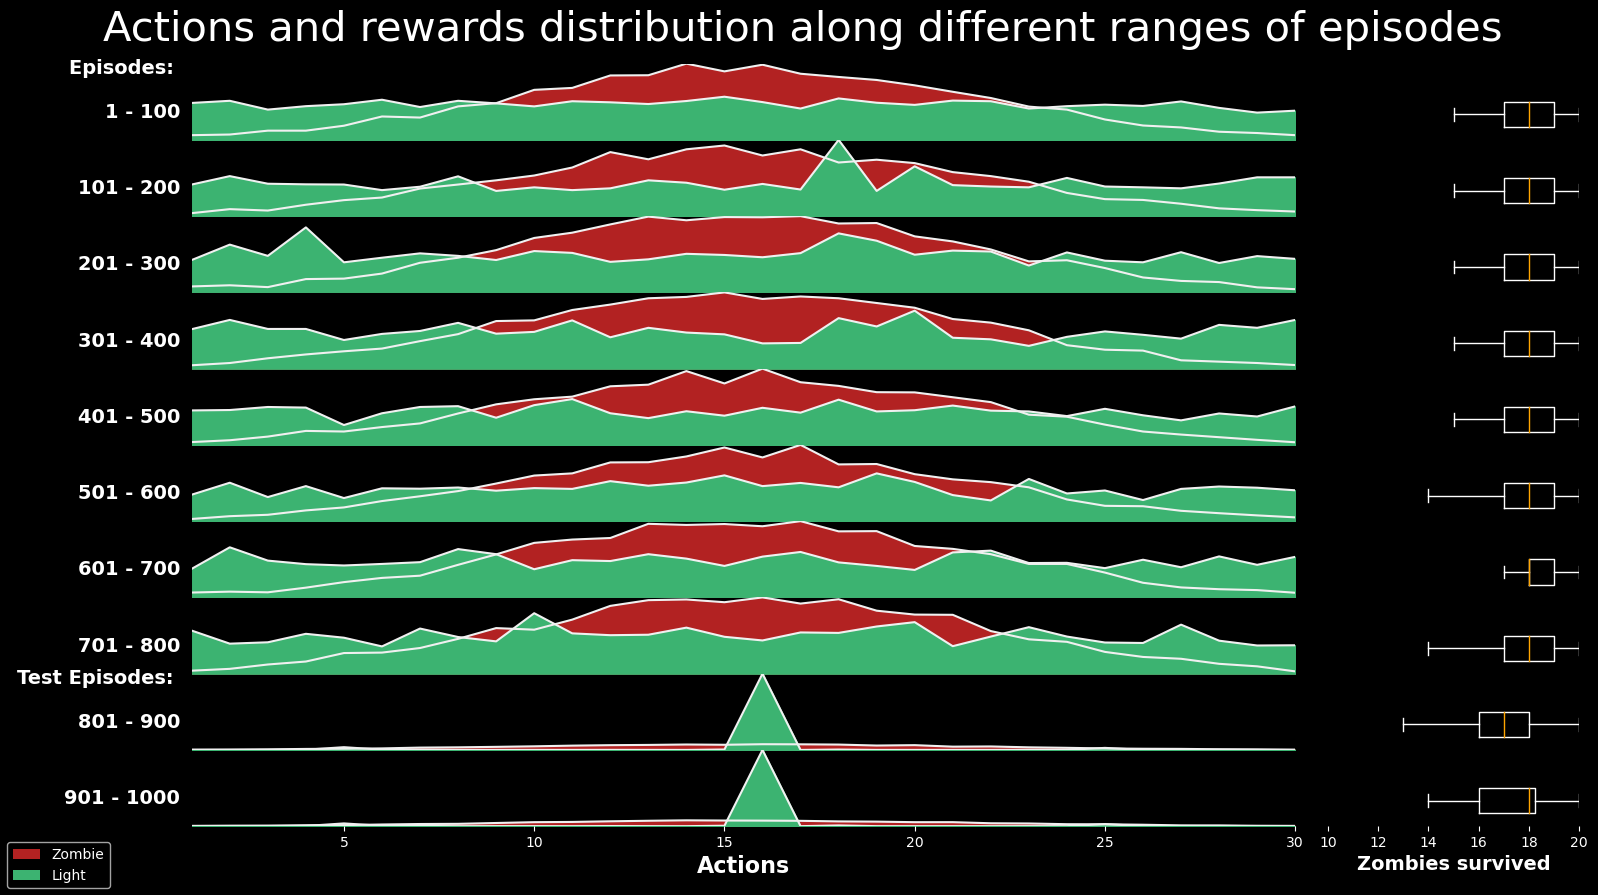 Actions and rewards distribution along different ranges of episodes
Episodes:
1 - 100
101 - 200
201 - 300
301 - 400
401 - 500
501 - 600
601 - 700
701 - 800
Test Episodes:
801 - 900
901 - 1000
5 10 15 20 25 30
10 12 14 16 18 20
Actions
Zombies survived
Zombie
Light